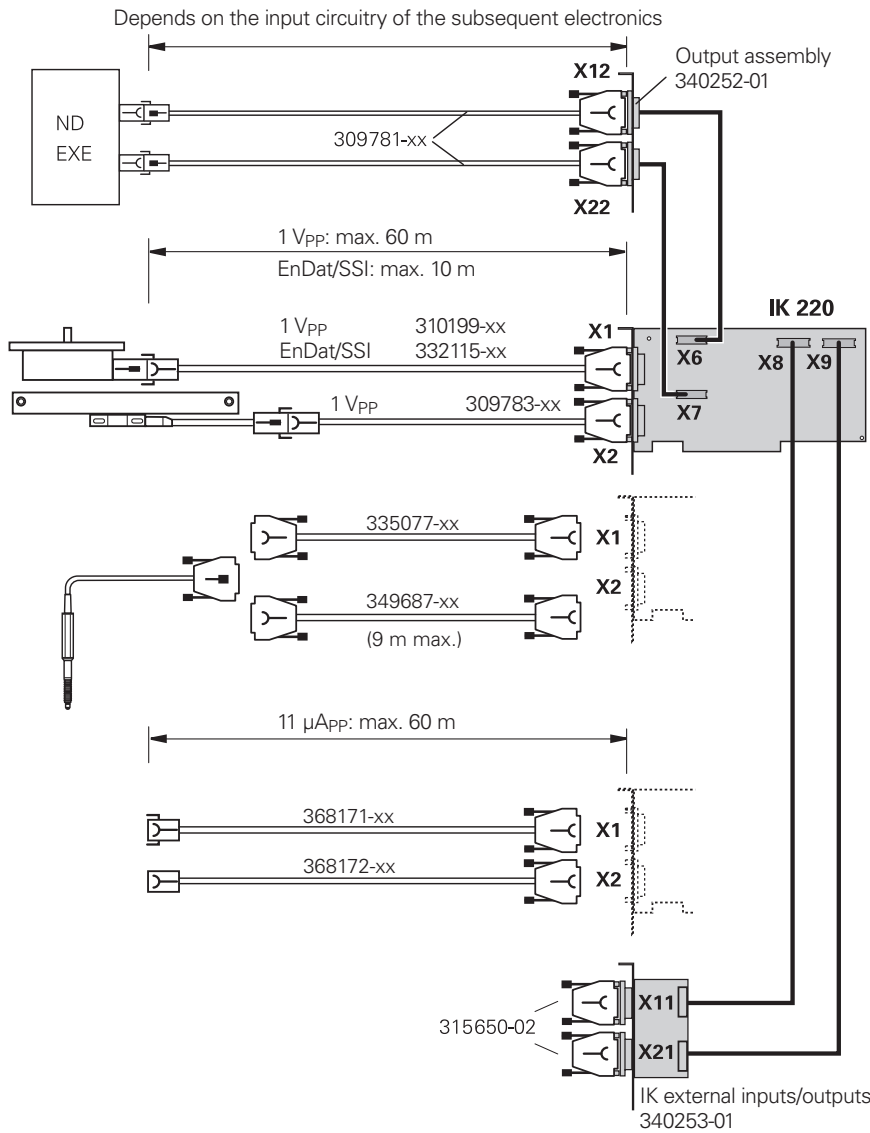 Depends on the input circuitry of the subsequent electronics
X12
Output assembly
340252-01
ND
EXE
309781-xx
X22
1 VPP: max. 60 m
EnDat/SSI: max. 10 m
IK 220
1 VPP 310199-xx
EnDat/SSI 332115-xx
X1
X6
X8
X9
1 VPP 309783-xx
X7
X2
335077-xx
X1
X2
349687-xx
(9 m max.)
11 µAPP: max. 60 m
368171-xx
X1
368172-xx
X2
X11
315650-02
X21
IK external inputs/outputs
340253-01